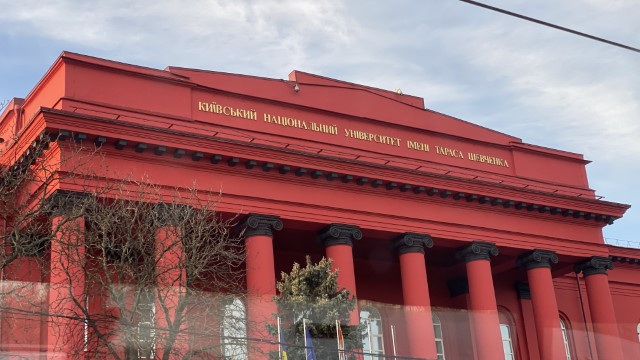 КИЇВСЬКИЙ НАЦІОНАЛЬНИЙ УНІВЕРСИТЕТ ІМЕНІ ТАРАСА ШЕВЧЕНКА